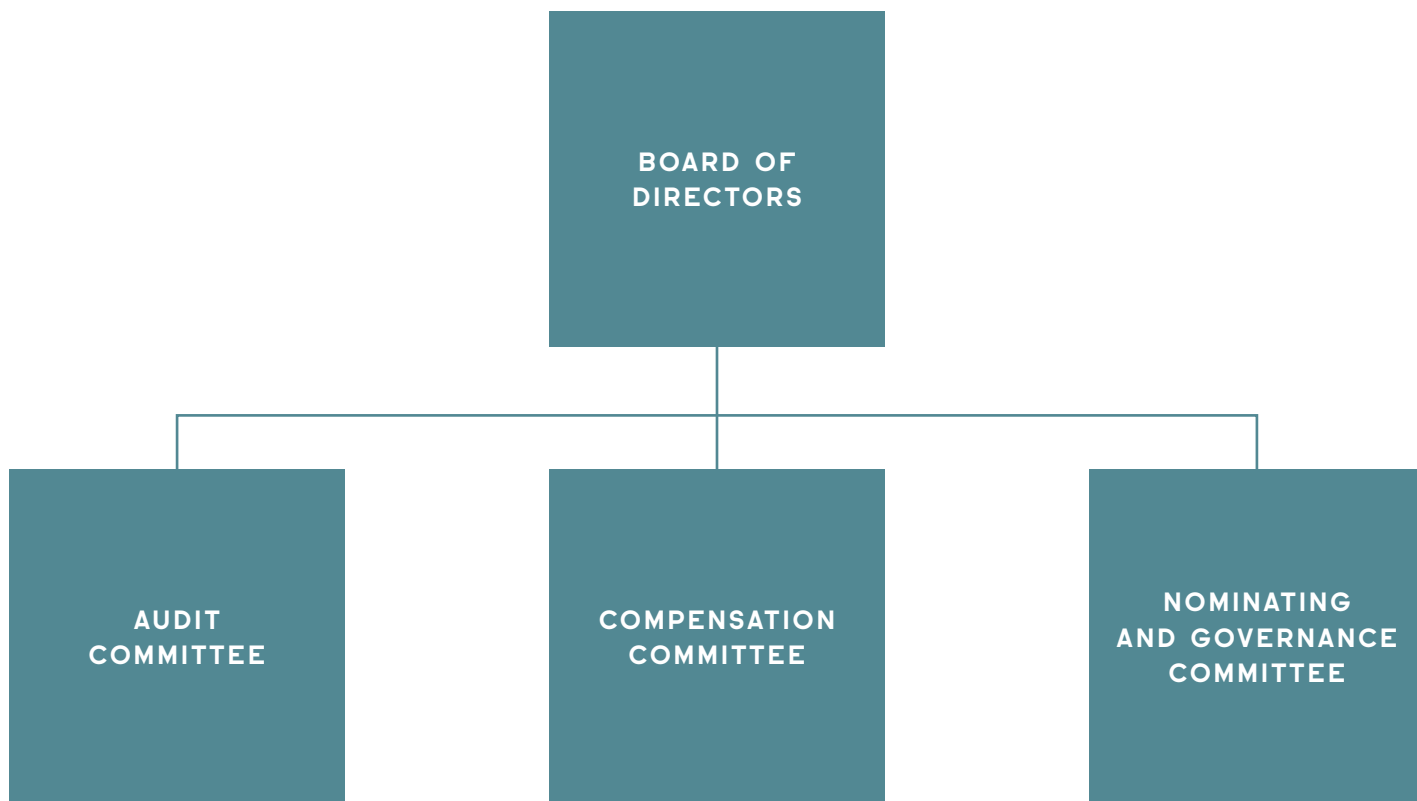 BOARD OF
DIRECTORS
AUDIT
COMMITTEE
COMPENSATION
COMMITTEE
NOMINATING
AND GOVERNANCE
COMMITTEE